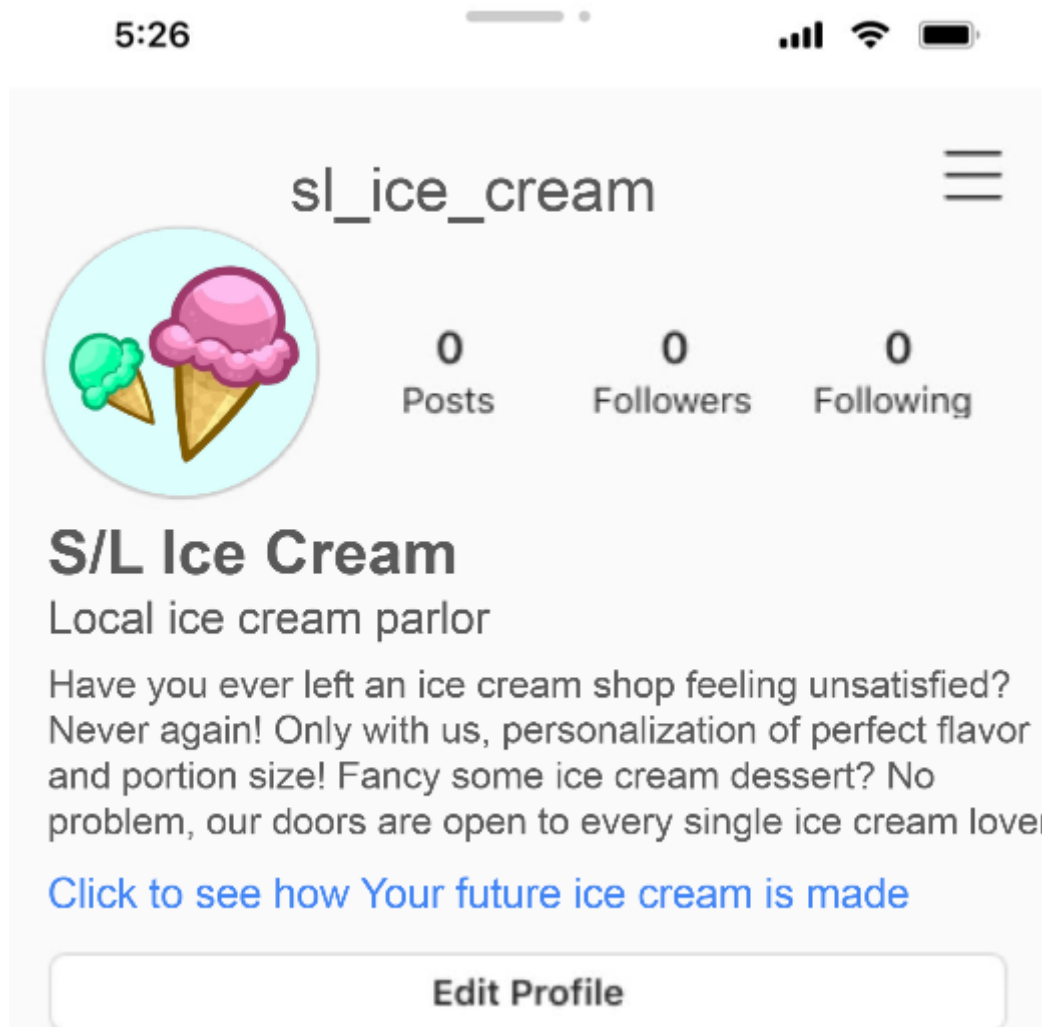 5:26
sl_ice_cream
0 0 0
Posts Followers Following
S/L Ice Cream
Local ice cream parlor
Have you ever left an ice cream shop feeling unsatisfied?
Never again! Only with us, personalization of perfect flavor
and portion size! Fancy some ice cream dessert? No
problem, our doors are open to every single ice cream lover
Click to see how Your future ice cream is made
Edit Profile